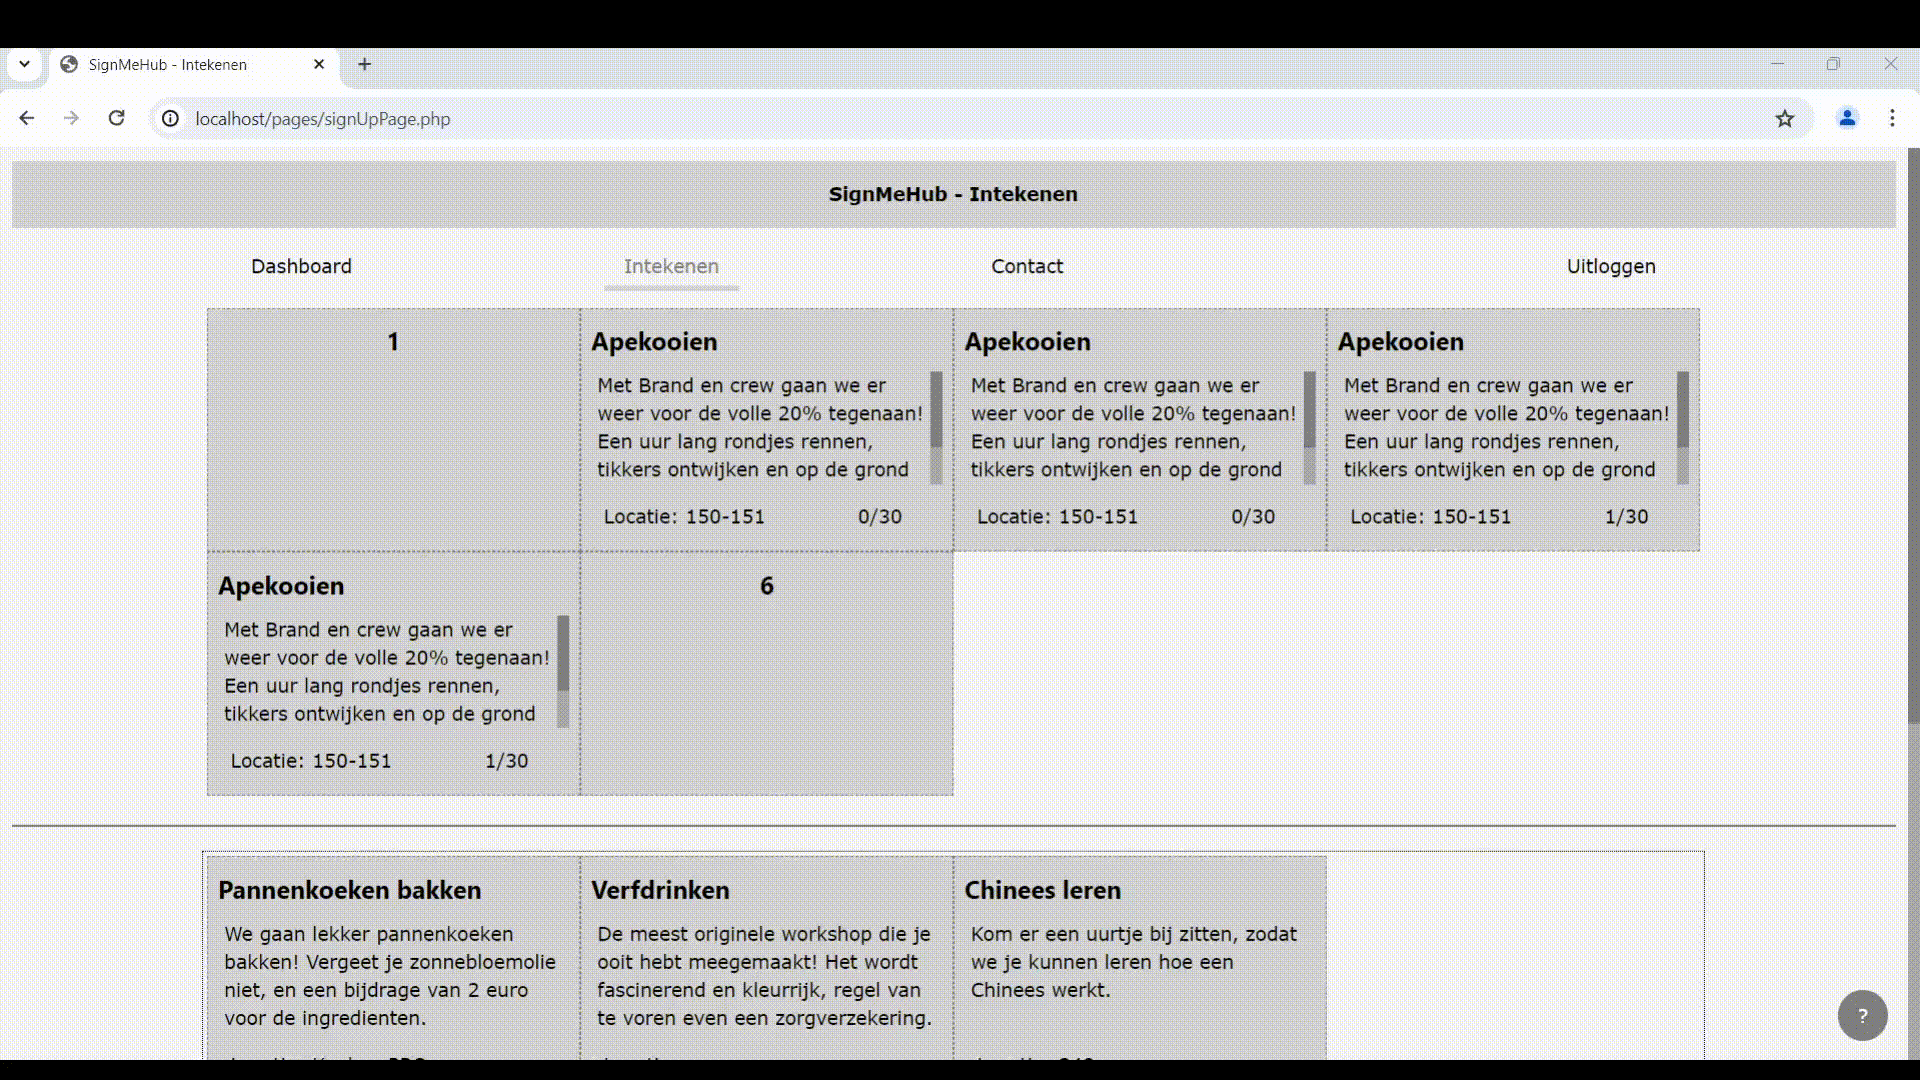 SignMeHub - Intekenen
localhost/pages/signUpPage.php
SignMeHub - Intekenen
Dashboard
Intekenen
Contact
Uitloggen
1
Apekooien
Met Brand en crew gaan we er
weer voor de volle 20% tegenaan!
Een uur lang rondjes rennen,
tikkers ontwijken en op de grond
Locatie: 150-151
0/30
Apekooien
Met Brand en crew gaan we er
weer voor de volle 20% tegenaan!
Een uur lang rondjes rennen,
tikkers ontwijken en op de grond
Locatie: 150-151
0/30
Apekooien
Met Brand en crew gaan we er
weer voor de volle 20% tegenaan!
Een uur lang rondjes rennen,
tikkers ontwijken en op de grond
Locatie: 150-151
1/30
Apekooien
Met Brand en crew gaan we er
weer voor de volle 20% tegenaan!
Een uur lang rondjes rennen,
tikkers ontwijken en op de grond
Locatie: 150-151
1/30
6
Pannenkoeken bakken
We gaan lekker pannenkoeken
bakken! Vergeet je zonnebloemolie
niet, en een bijdrage van 2 euro
voor de ingredienten.
Verfdrinken
De meest originele workshop die je
ooit hebt meegemaakt! Het wordt
fascinerend en kleurrijk, regel van
te voren even een zorgverzekering.
Chinees leren
Kom er een uurtje bij zitten, zodat
we je kunnen leren hoe een
Chinees werkt.
?